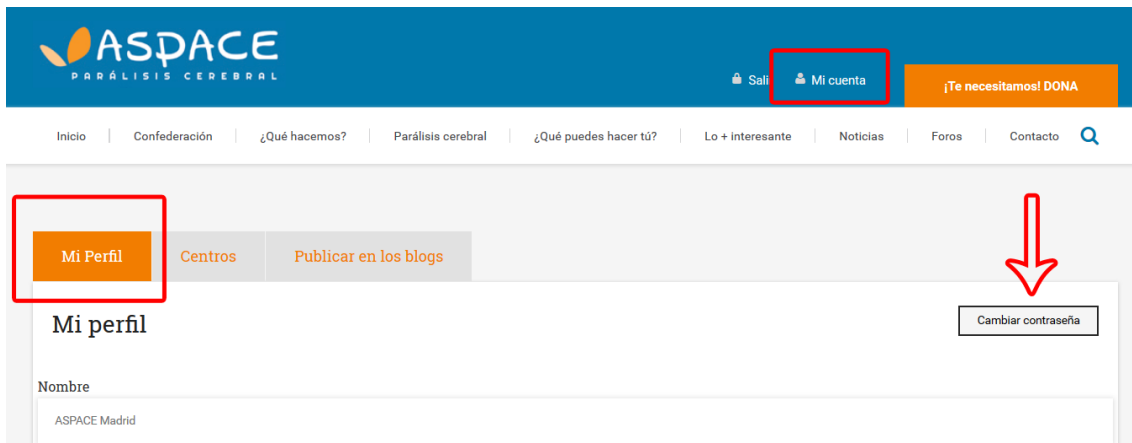 ASPACE
PARÁLISIS CEREBRAL
Sali
Mi cuenta
¡Te necesitamos! DONA
Inicio
Confederación
¿Qué hacemos?
Parálisis cerebral
¿Qué puedes hacer tú?
Lo + interesante
Noticias
Foros
Contacto
Mi Perfil
Centros
Publicar en los blogs
Mi perfil
Cambiar contraseña
Nombre
ASPACE Madrid